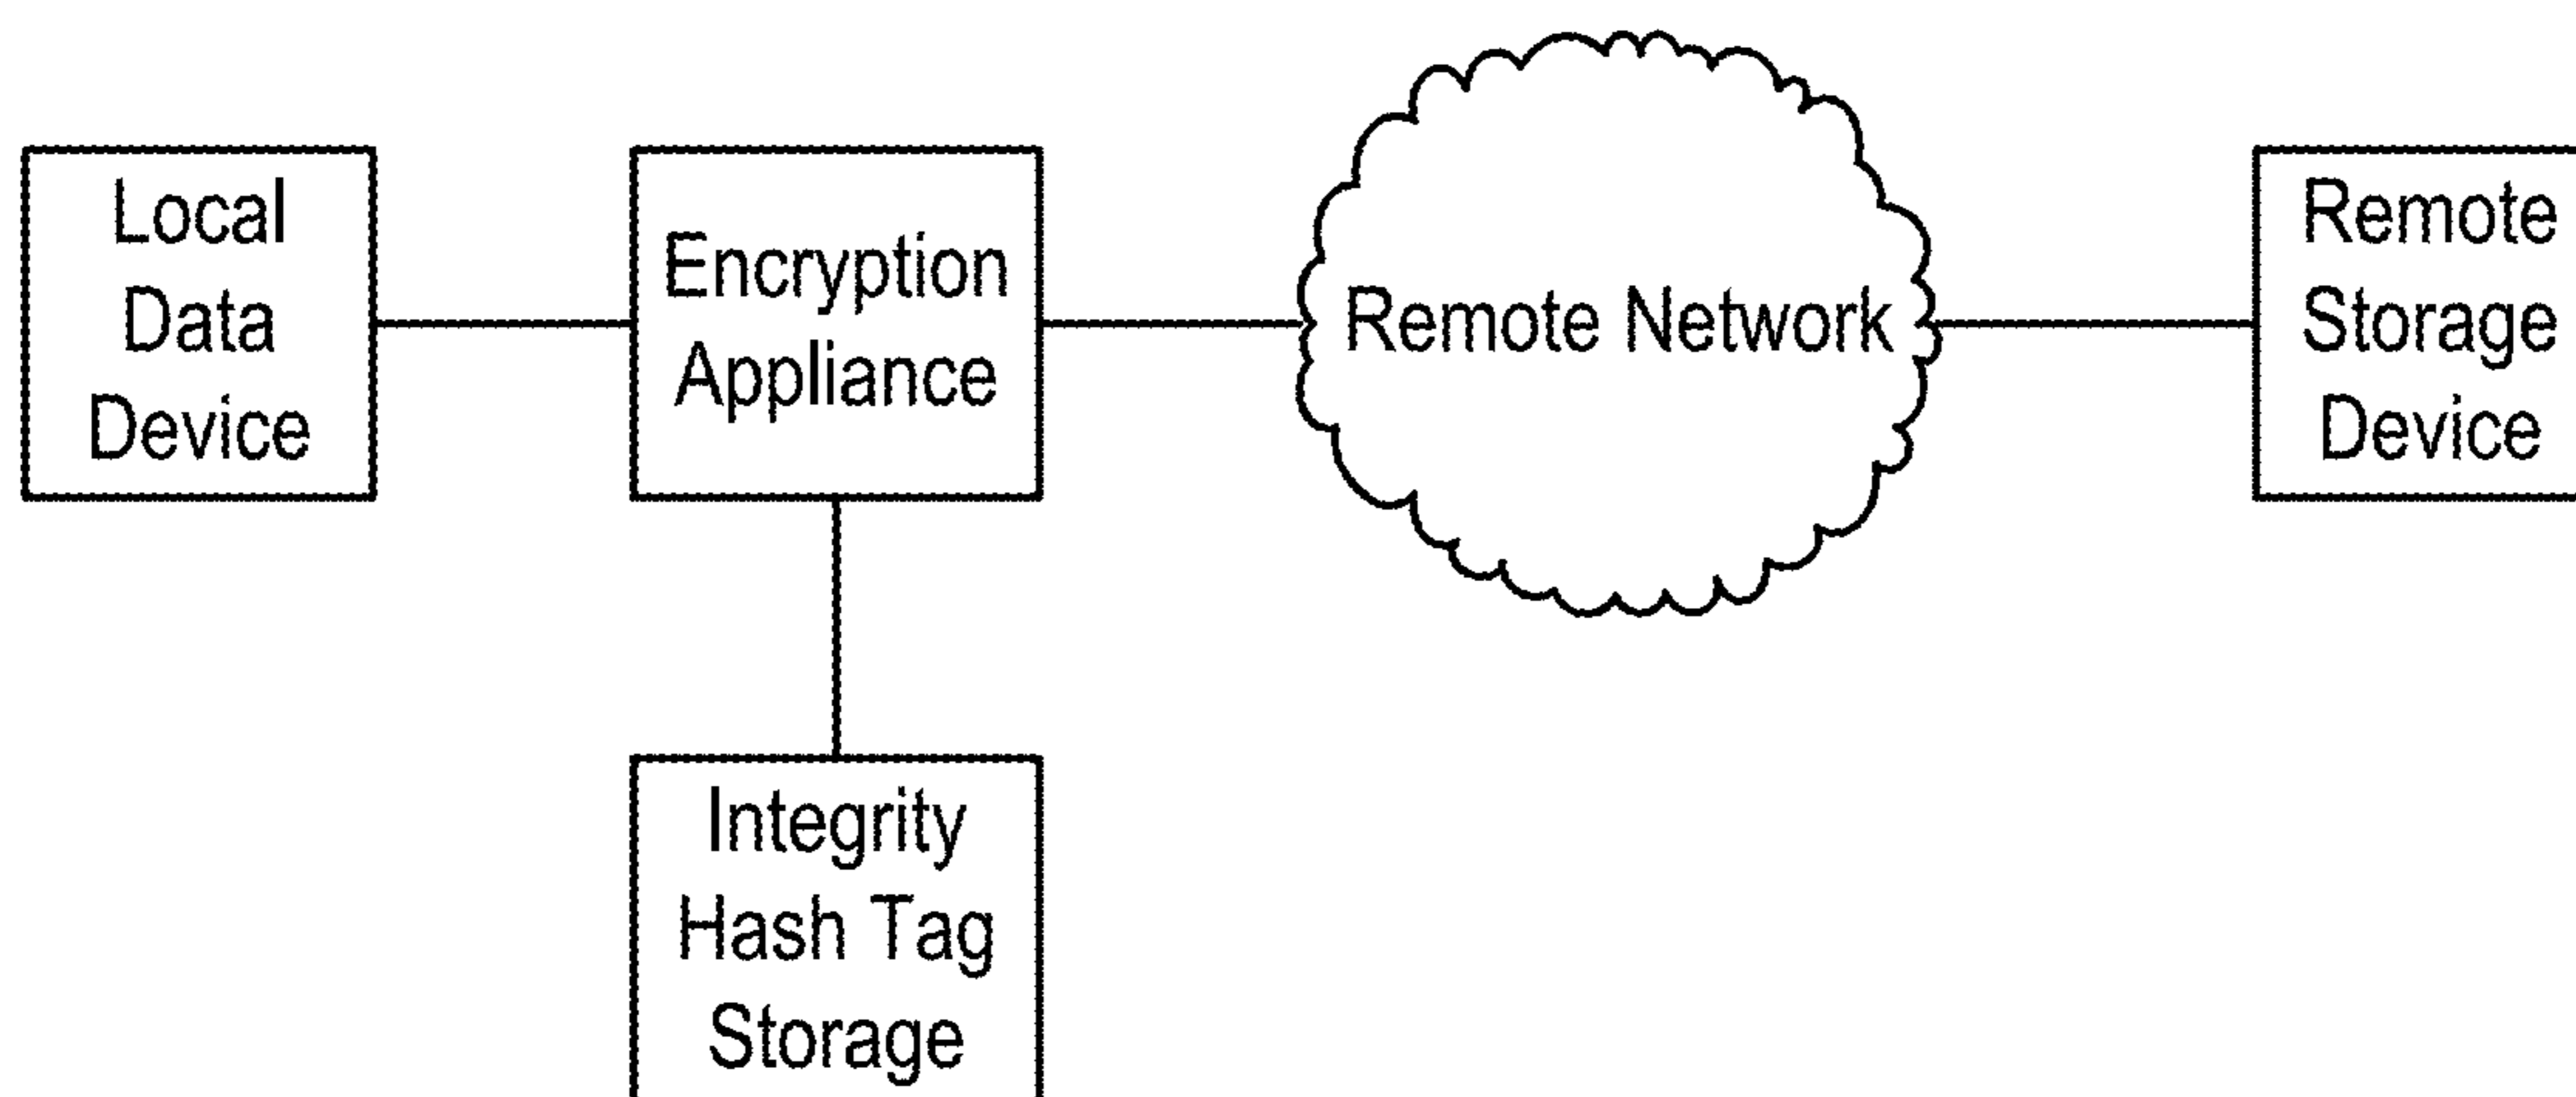 Local
Data
Device
Encryption
Appliance
Remote Network
Remote
Storage
Device
Integrity
Hash Tag
Storage